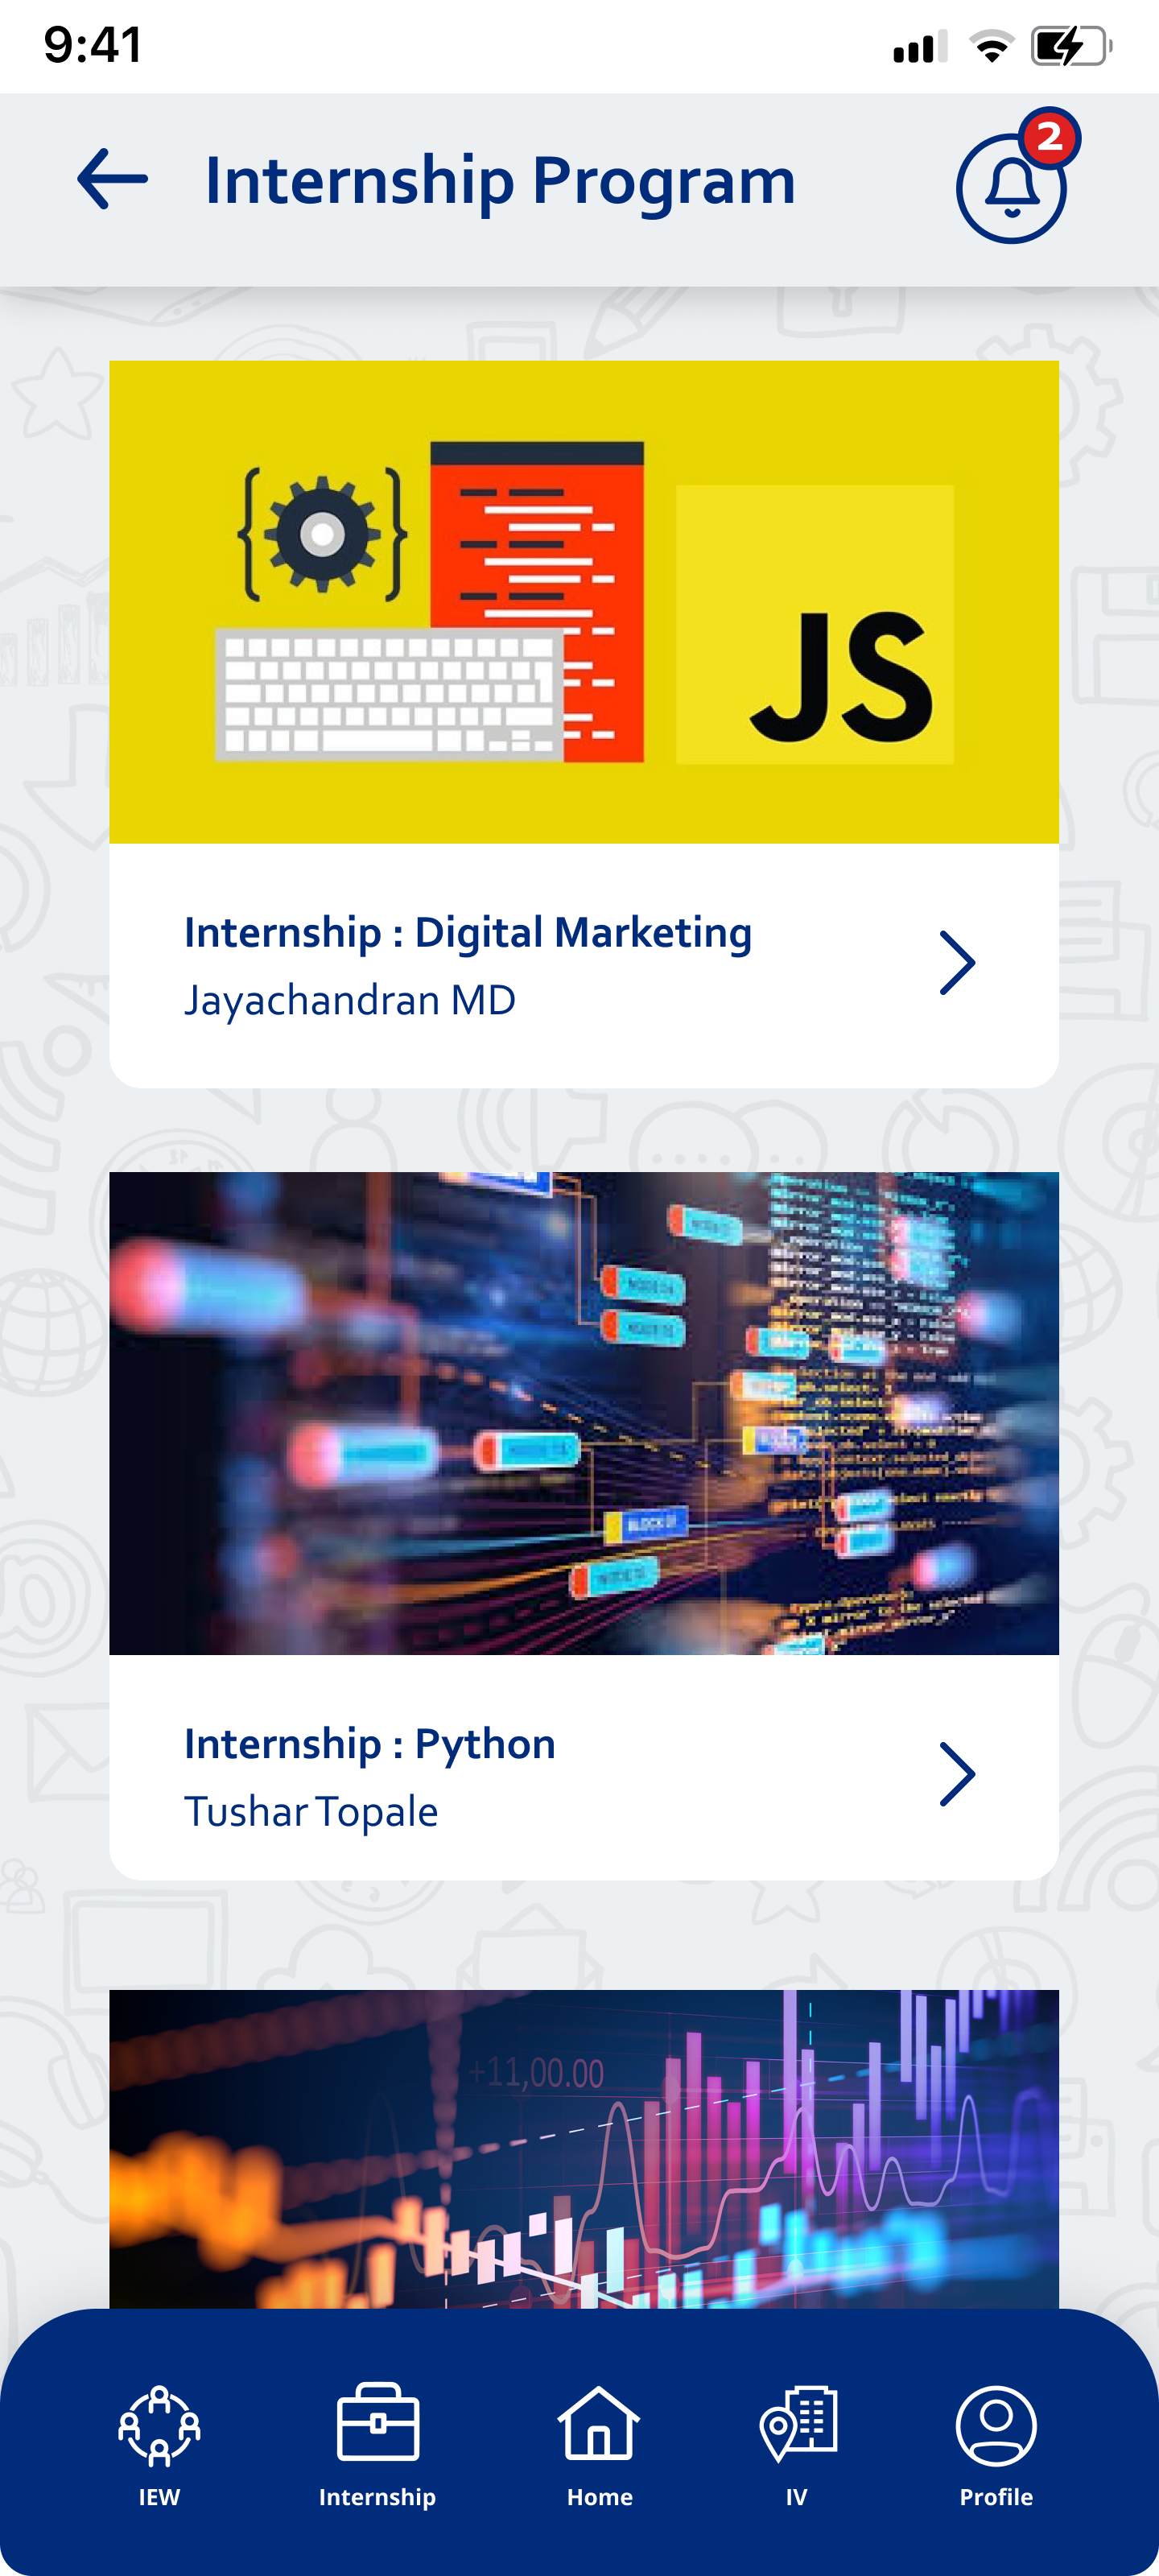 9:41
Internship Program
2
JS
Internship : Digital Marketing
Jayachandran MD
BLOCK
Internship : Python
Tushar Topale
+11,00.00
IEW
Internship
Home
IV
Profile